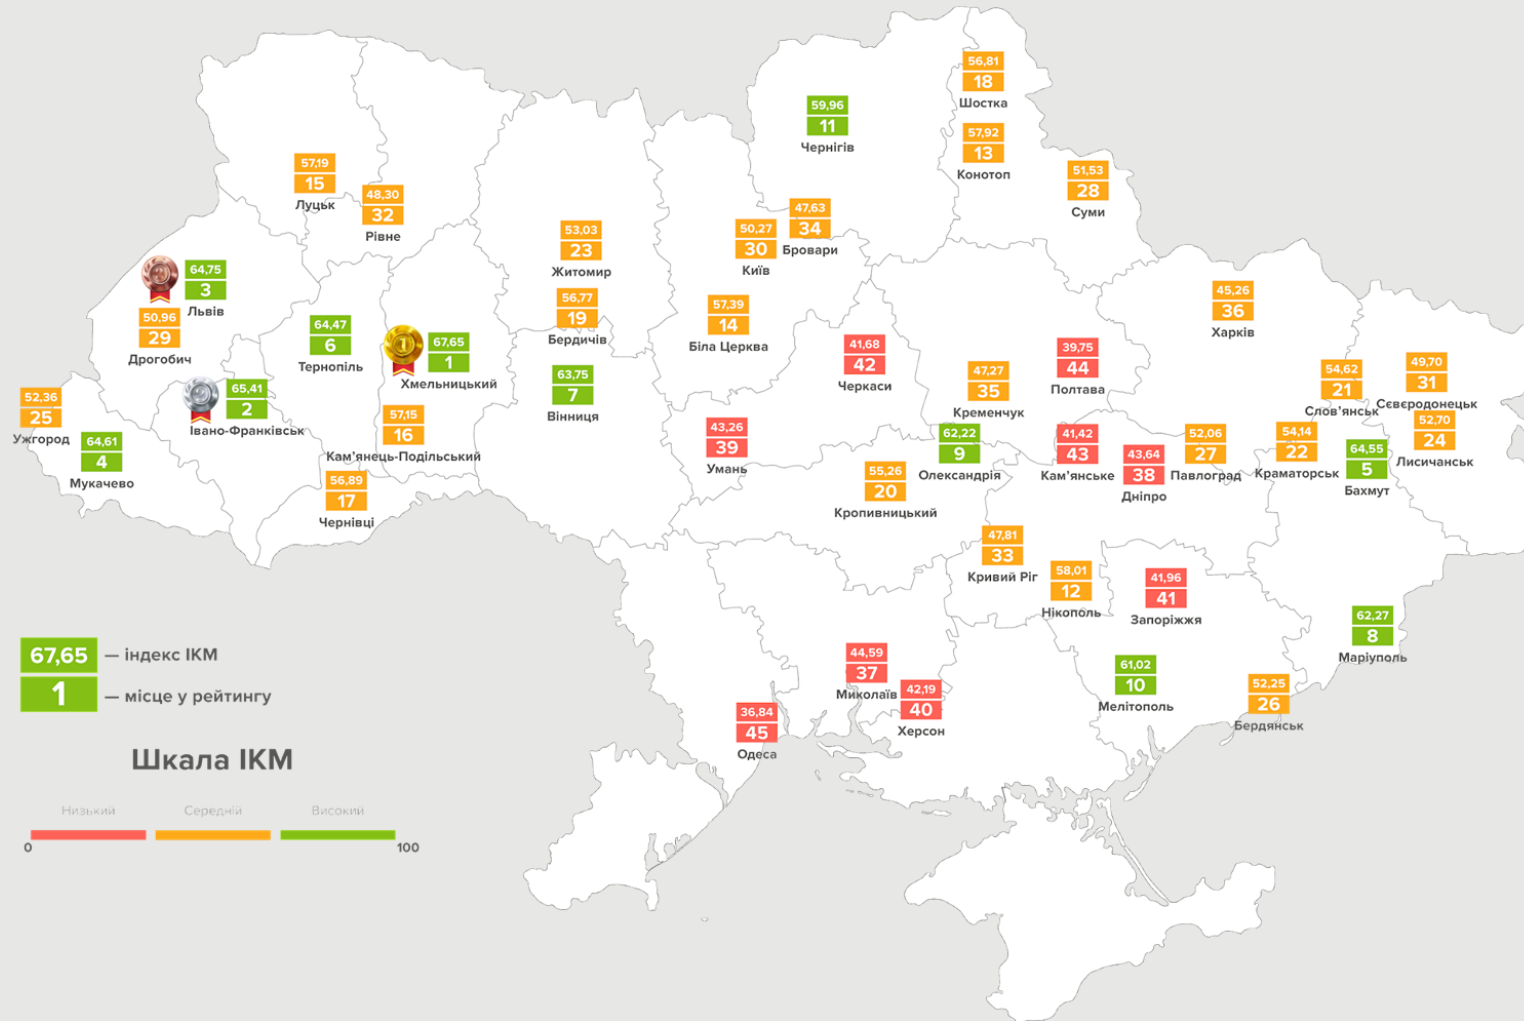 56,81
18
Шостка
59,96
11
Чернігів
57,92
13
Конотоп
57,19
15
Луцьк
51,53
28
Суми
48,30
32
Рівне
47,63
34
Бровари
53,03
23
Житомир
50,27
30
Київ
64,75
3
Львів
50,96
29
Дрогобич
56,77
19
Бердичів
57,39
14
Біла Церква
45,26
36
Харків
64,47
6
Тернопіль
67,65
1
Хмельницький
41,68
42
Черкаси
39,75
44
Полтава
54,62
21
Слов'янськ
49,70
31
Сєвєродонецьк
47,27
35
Кременчук
63,75
7
Вінниця
65,41
2
Івано-Франківськ
52,36
25
Ужгород
57,15
16
Кам'янець-Подільський
43,26
39
Умань
62,22
9
Олександрія
41,42
43
Кам'янське
43,64
38
Дніпро
52,06
27
Павлоград
54,14
22
Краматорськ
64,55
5
Бахмут
52,70
24
Лисичанськ
64,61
4
Мукачево
56,89
17
Чернівці
55,26
20
Кропивницький
47,81
33
Кривий Ріг
58,01
12
Нікополь
41,96
41
Запоріжжя
62,27
8
Маріуполь
44,59
37
Миколаїв
61,02
10
Мелітополь
42,19
40
Херсон
52,25
26
Бердянськ
36,84
45
Одеса
67,65 — індекс ІКМ
1 — місце у рейтингу
Шкала ІКМ
Низький Середній Високий
0 100